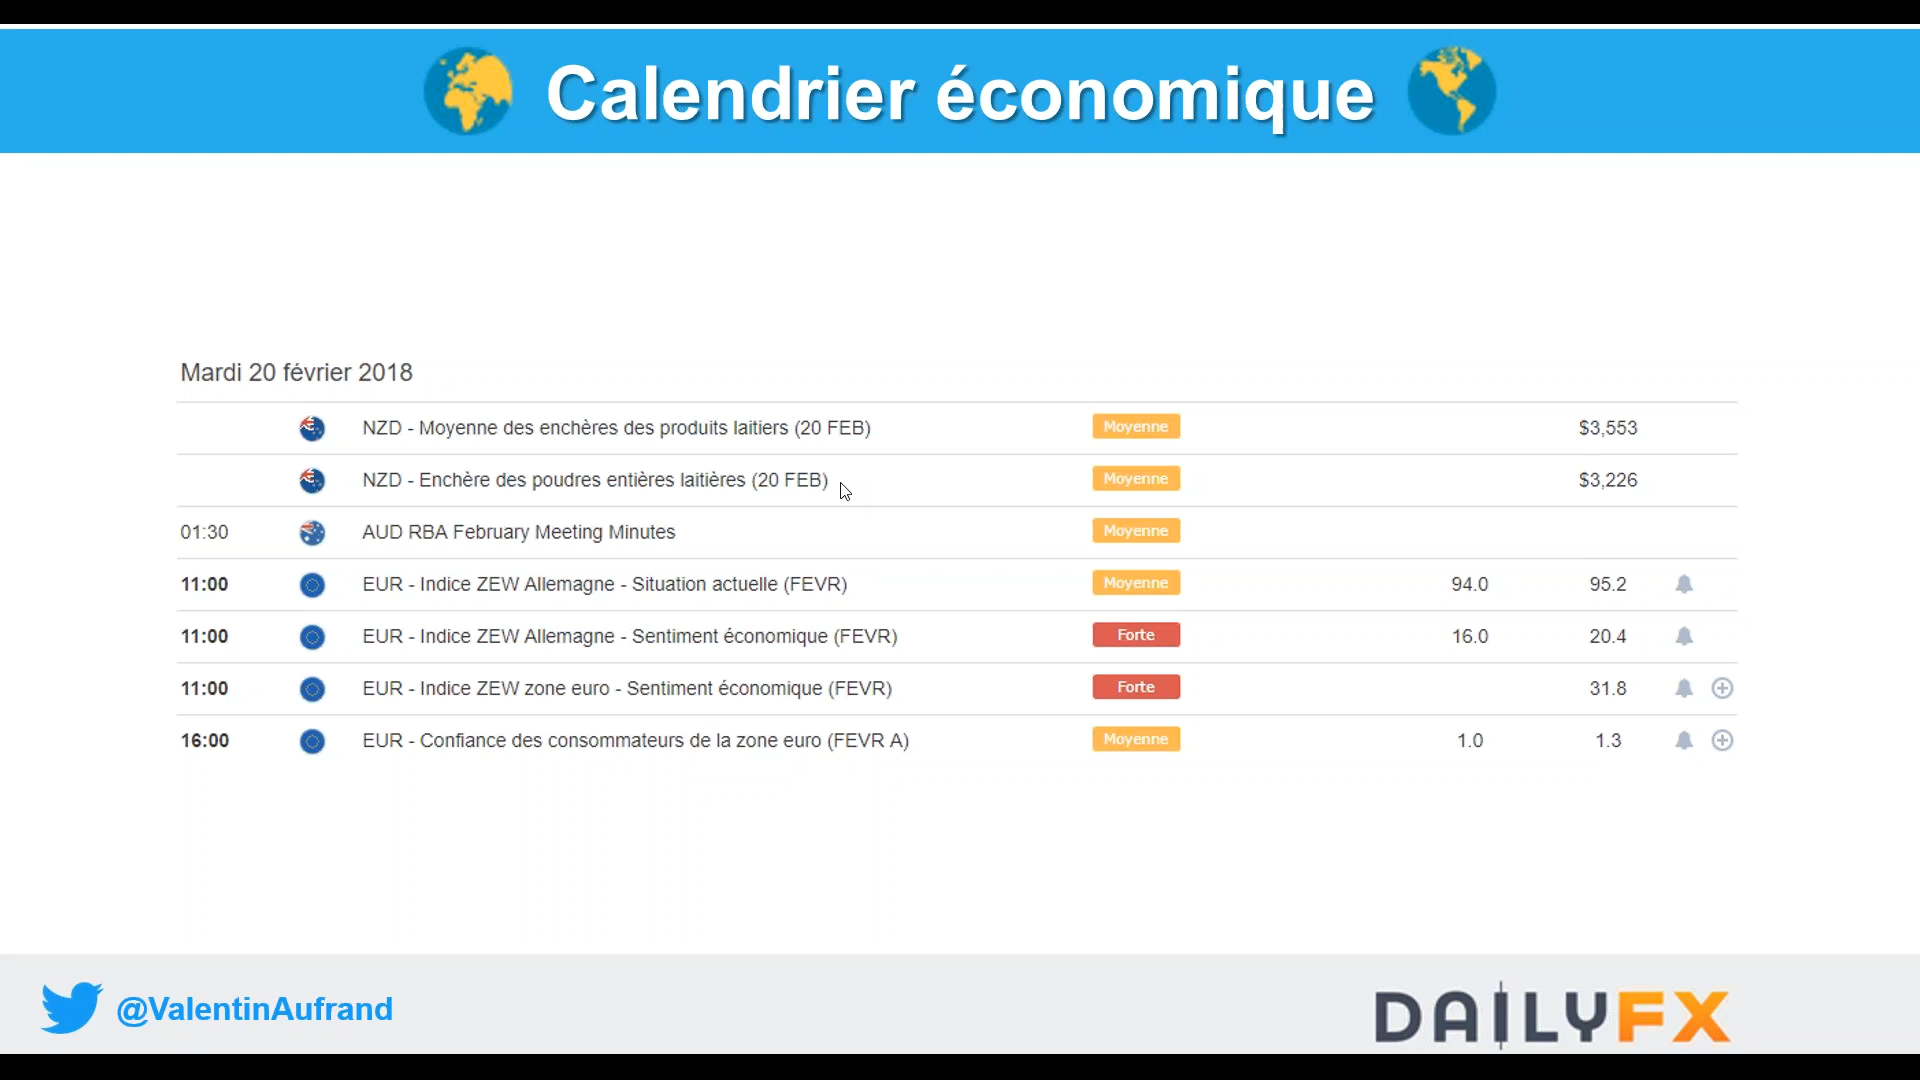 Calendrier économique
Mardi 20 février 2018
NZD - Moyenne des enchères des produits laitiers (20 FEB) Moyenne $3,553
NZD - Enchère des poudres entières laitières (20 FEB) Moyenne $3,226
01:30 AUD RBA February Meeting Minutes Moyenne
11:00 EUR - Indice ZEW Allemagne - Situation actuelle (FEVR) Moyenne 94.0 95.2
11:00 EUR - Indice ZEW Allemagne - Sentiment économique (FEVR) Forte 16.0 20.4
11:00 EUR - Indice ZEW zone euro - Sentiment économique (FEVR) Forte 31.8
16:00 EUR - Confiance des consommateurs de la zone euro (FEVR A) Moyenne 1.0 1.3
@ValentinAufrand
DAILYFX